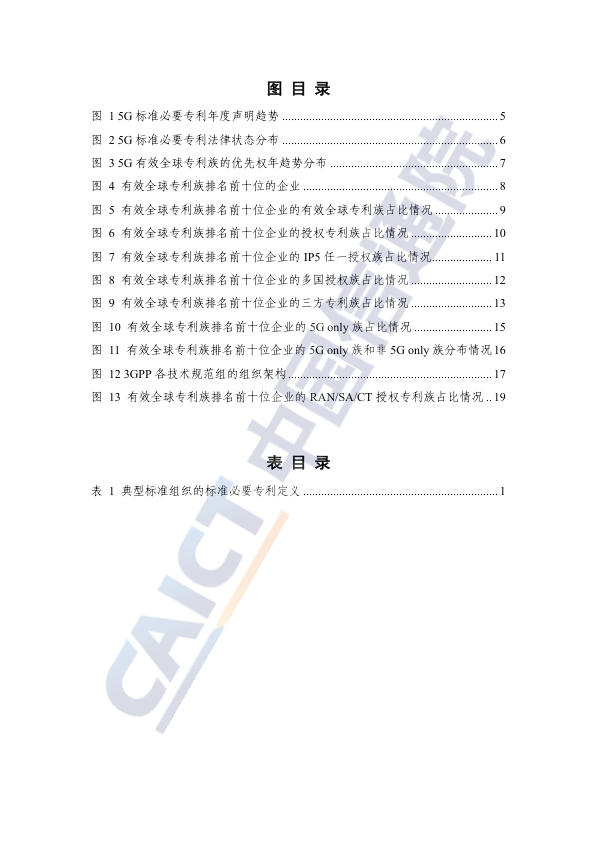 图 目 录
图 1 5G 标准必要专利年度声明趋势 ........................................................................ 5
图 2 5G 标准必要专利法律状态分布 ........................................................................ 6
图 3 5G 有效全球专利族的优先权年趋势分布 ........................................................ 7
图 4 有效全球专利族排名前十位的企业 ................................................................. 8
图 5 有效全球专利族排名前十位企业的有效全球专利族占比情况 ..................... 9
图 6 有效全球专利族排名前十位企业的授权专利族占比情况 ........................... 10
图 7 有效全球专利族排名前十位企业的 IP5 任一授权族占比情况.................... 11
图 8 有效全球专利族排名前十位企业的多国授权族占比情况 ........................... 12
图 9 有效全球专利族排名前十位企业的三方专利族占比情况 ........................... 13
图 10 有效全球专利族排名前十位企业的 5G only 族占比情况 .......................... 15
图 11 有效全球专利族排名前十位企业的 5G only 族和非 5G only 族分布情况 16
图 12 3GPP 各技术规范组的组织架构.................................................................... 17
图 13 有效全球专利族排名前十位企业的 RAN/SA/CT 授权专利族占比情况 .. 19
表 目 录
表 1 典型标准组织的标准必要专利定义 ................................................................. 1
CAICT 中国信通院